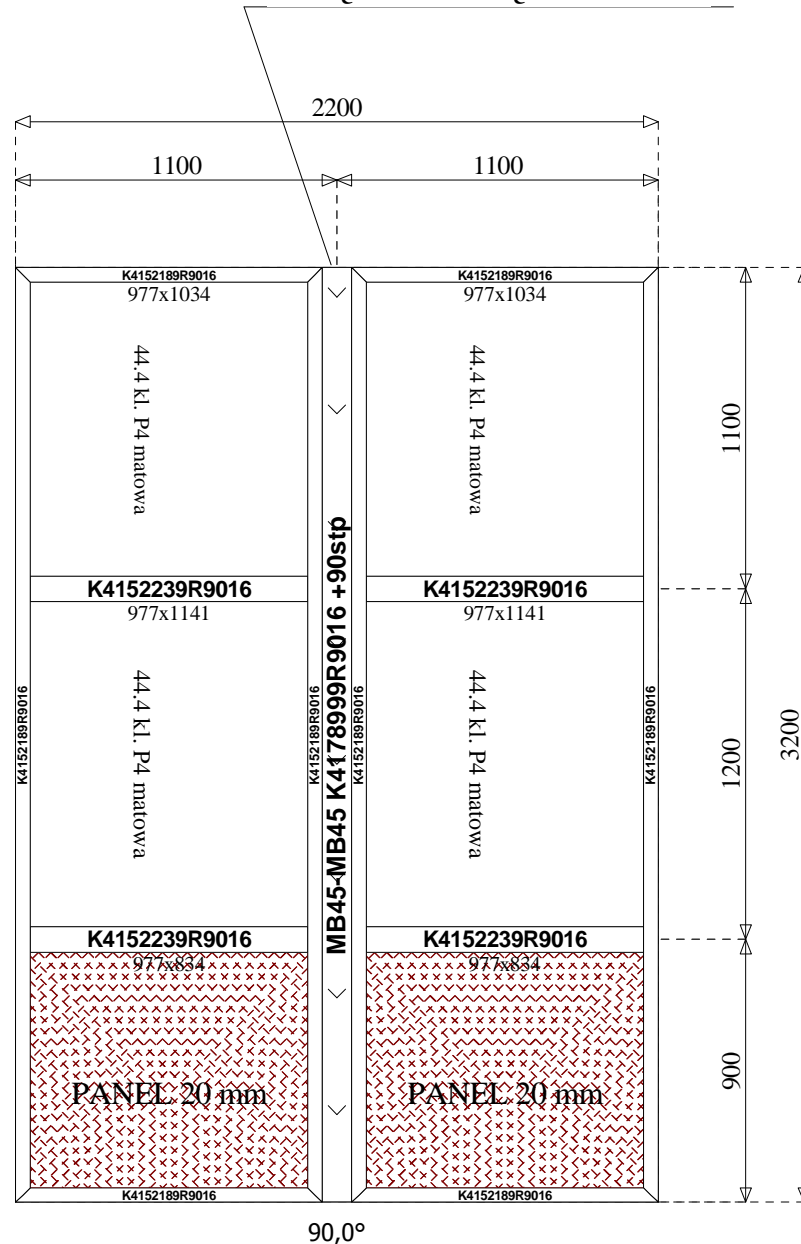 2200
1100 1100
K4152189R9016 K4152189R9016
977x1034 977x1034
44.4 kl. P4 matowa 44.4 kl. P4 matowa
1100
K4152239R9016 K4152239R9016
977x1141 977x1141
K4152189R9016 44.4 kl. P4 matowa K4152189R9016 MB45-MB45 K4178999R9016 +90stp K4152189R9016 44.4 kl. P4 matowa K4152189R9016
1200
3200
K4152239R9016 K4152239R9016
977x834 977x834
PANEL 20 mm PANEL 20 mm
900
K4152189R9016 K4152189R9016
90,0°